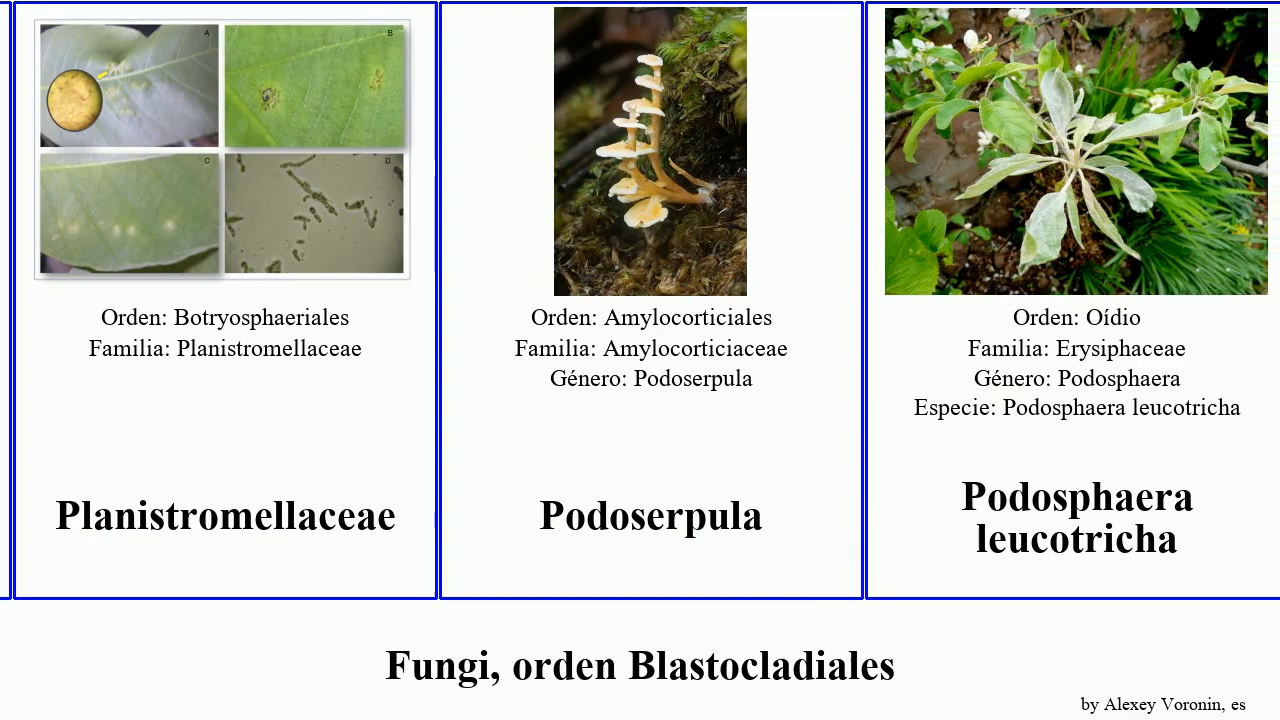 A
B
C
D
Orden: Botryosphaeriales
Familia: Planistromellaceae
Planistromellaceae
Orden: Amylocorticiales
Familia: Amylocorticiaceae
Género: Podoserpula
Podoserpula
Orden: Oídio
Familia: Erysiphaceae
Género: Podosphaera
Especie: Podosphaera leucotricha
Podosphaera
leucotricha
Fungi, orden Blastocladiales
by Alexey Voronin, es